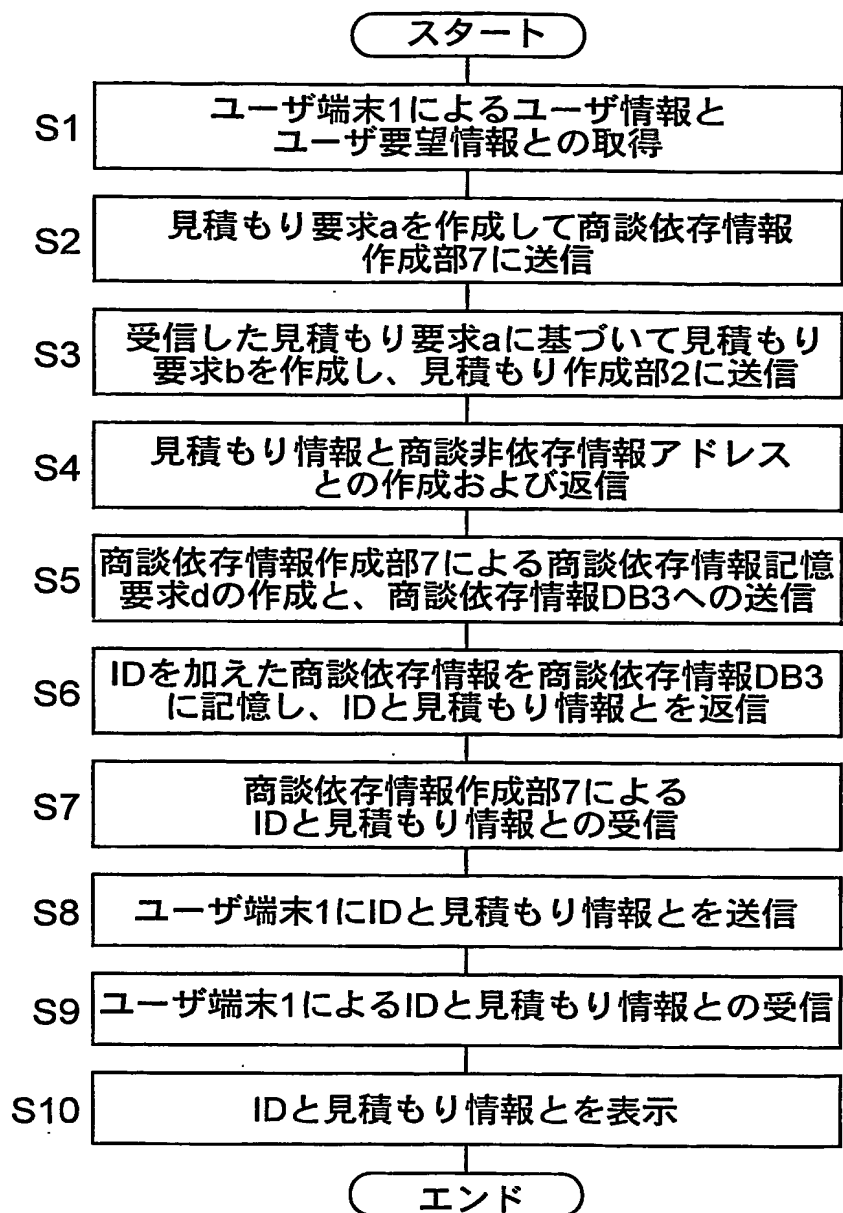 スタート
S1
ユーザ端末1によるユーザ情報と
ユーザ要望情報との取得
S2
見積もり要求aを作成して商談依存情報
作成部7に送信
S3
受信した見積もり要求aに基づいて見積もり
要求bを作成し、見積もり作成部2に送信
S4
見積もり情報と商談非依存情報アドレス
との作成および返信
S5
商談依存情報作成部7による商談依存情報記憶
要求dの作成と、商談依存情報DB3への送信
S6
IDを加えた商談依存情報を商談依存情報DB3
に記憶し、IDと見積もり情報とを返信
S7
商談依存情報作成部7による
IDと見積もり情報との受信
S8
ユーザ端末1にIDと見積もり情報とを送信
S9
ユーザ端末1によるIDと見積もり情報との受信
S10
IDと見積もり情報とを表示
エンド